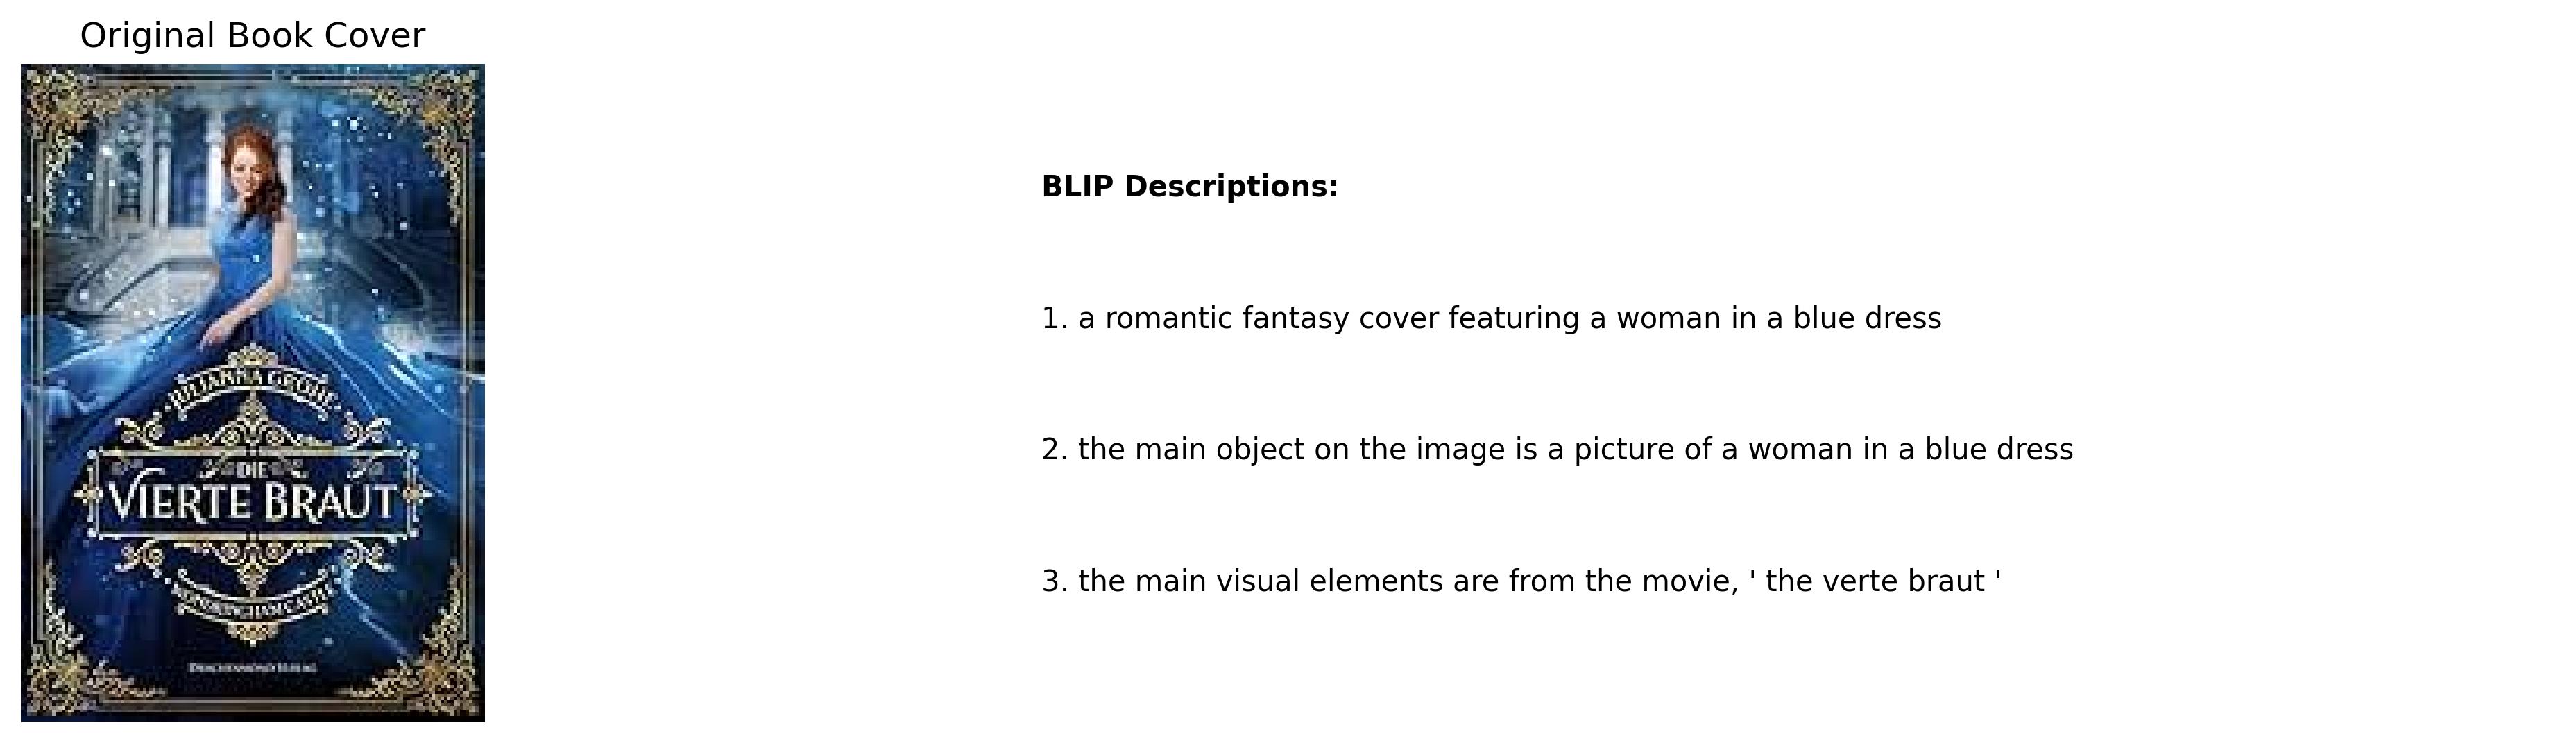 Original Book Cover
JULIANNA GROHE
DIE
VIERTE BRAUT
DRACHENMOND VERLAG
BLIP Descriptions:
1. a romantic fantasy cover featuring a woman in a blue dress
2. the main object on the image is a picture of a woman in a blue dress
3. the main visual elements are from the movie, ' the verte braut '